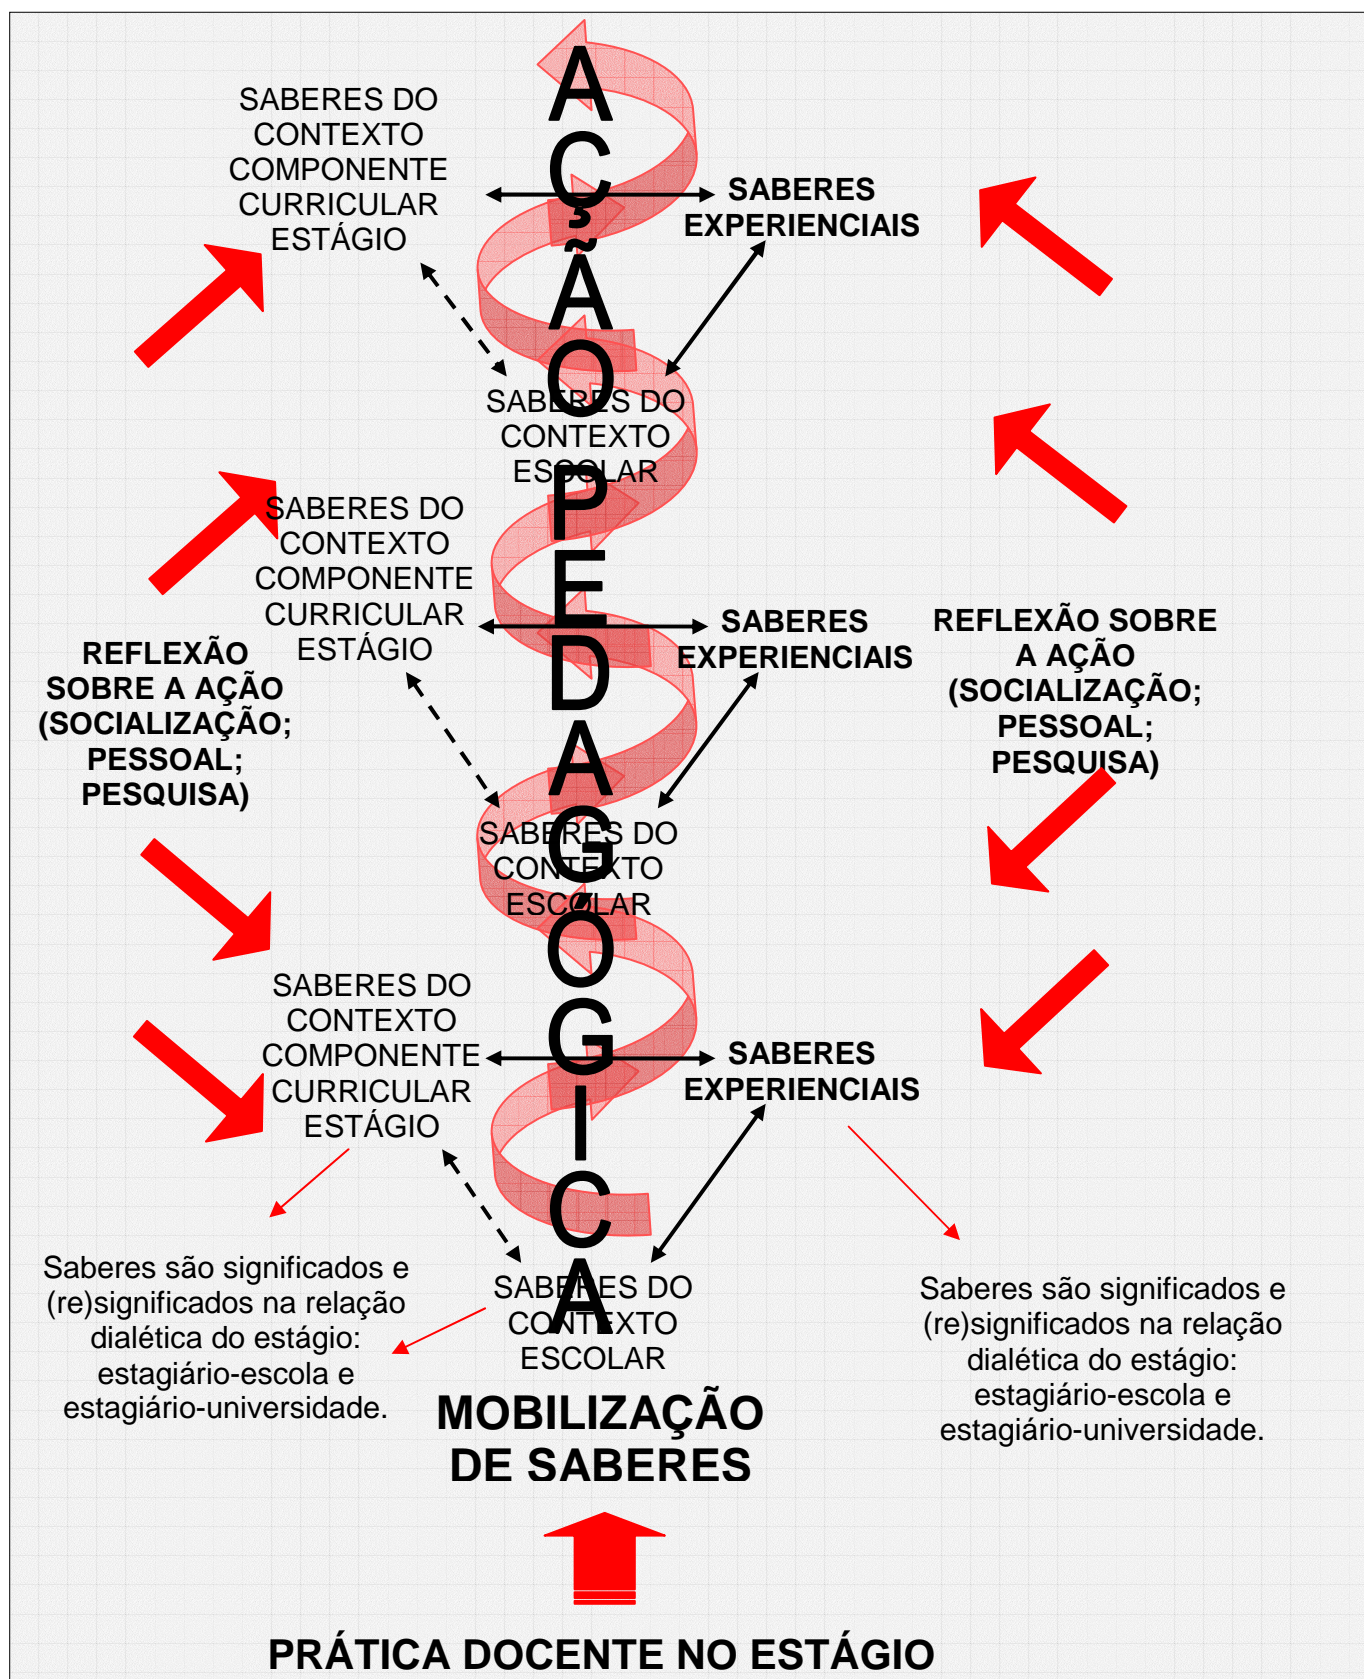 AÇÃO PEDAGÓGICA
SABERES DO
CONTEXTO
COMPONENTE
CURRICULAR
ESTÁGIO
SABERES
EXPERIENCIAIS
SABERES DO
CONTEXTO
ESCOLAR
SABERES DO
CONTEXTO
COMPONENTE
CURRICULAR
ESTÁGIO
SABERES
EXPERIENCIAIS
REFLEXÃO
SOBRE A AÇÃO
(SOCIALIZAÇÃO;
PESSOAL;
PESQUISA)
REFLEXÃO SOBRE
A AÇÃO
(SOCIALIZAÇÃO;
PESSOAL;
PESQUISA)
SABERES DO
CONTEXTO
ESCOLAR
SABERES DO
CONTEXTO
COMPONENTE
CURRICULAR
ESTÁGIO
SABERES
EXPERIENCIAIS
Saberes são significados e
(re)significados na relação
dialética do estágio:
estagiário-escola e
estagiário-universidade.
SABERES DO
CONTEXTO
ESCOLAR
Saberes são significados e
(re)significados na relação
dialética do estágio:
estagiário-escola e
estagiário-universidade.
MOBILIZAÇÃO
DE SABERES
PRÁTICA DOCENTE NO ESTÁGIO